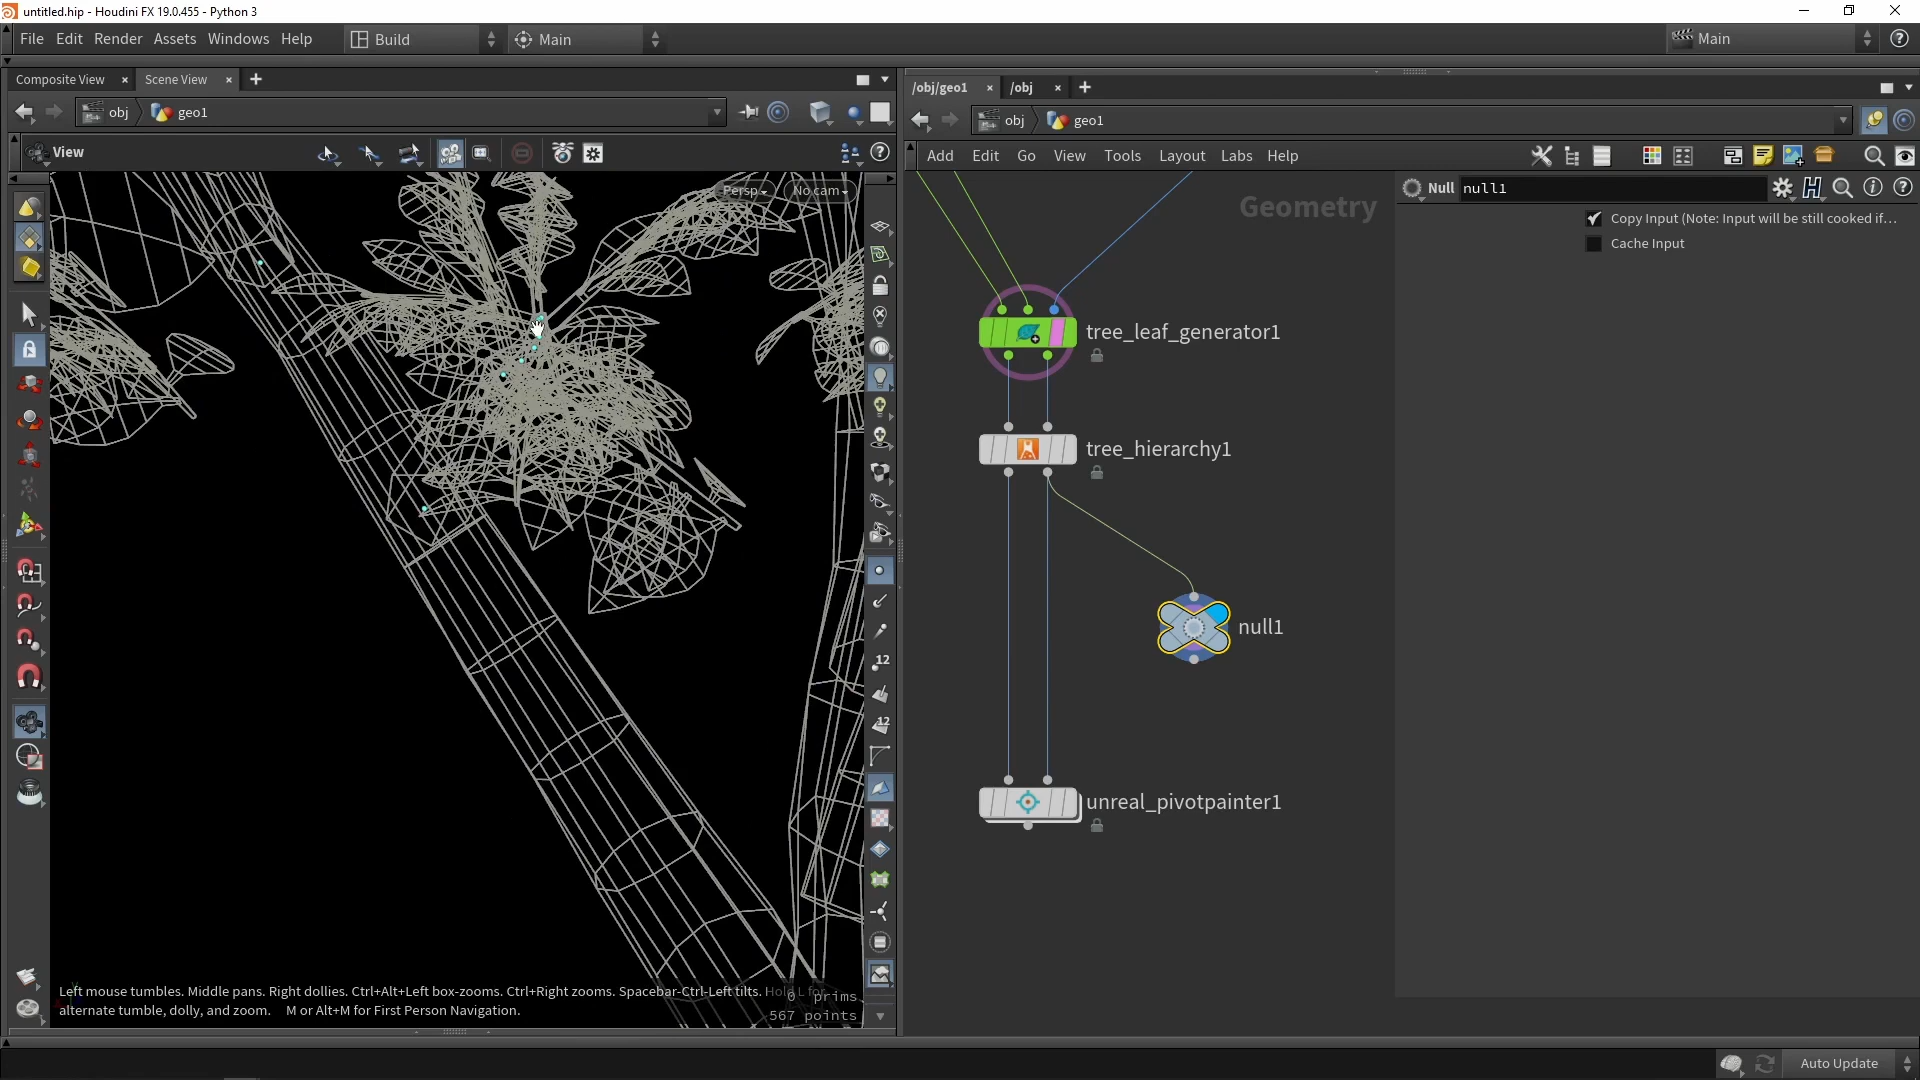 untitled.hip - Houdini FX 19.0.455 - Python 3
File Edit Render Assets Windows Help Build Main Main
Composite View Scene View
/obj/geo1 /obj
obj geo1
obj geo1
View
Add Edit Go View Tools Layout Labs Help
Persp No cam
Geometry
Null null1
Copy Input (Note: Input will be still cooked if...
Cache Input
tree_leaf_generator1
tree_hierarchy1
null1
unreal_pivotpainter1
12
12
Left mouse tumbles. Middle pans. Right dollies. Ctrl+Alt+Left box-zooms. Ctrl+Right zooms. Spacebar-Ctrl-Left tilts. Hold L for
alternate tumble, dolly, and zoom. M or Alt+M for First Person Navigation.
0 prims
567 points
Auto Update